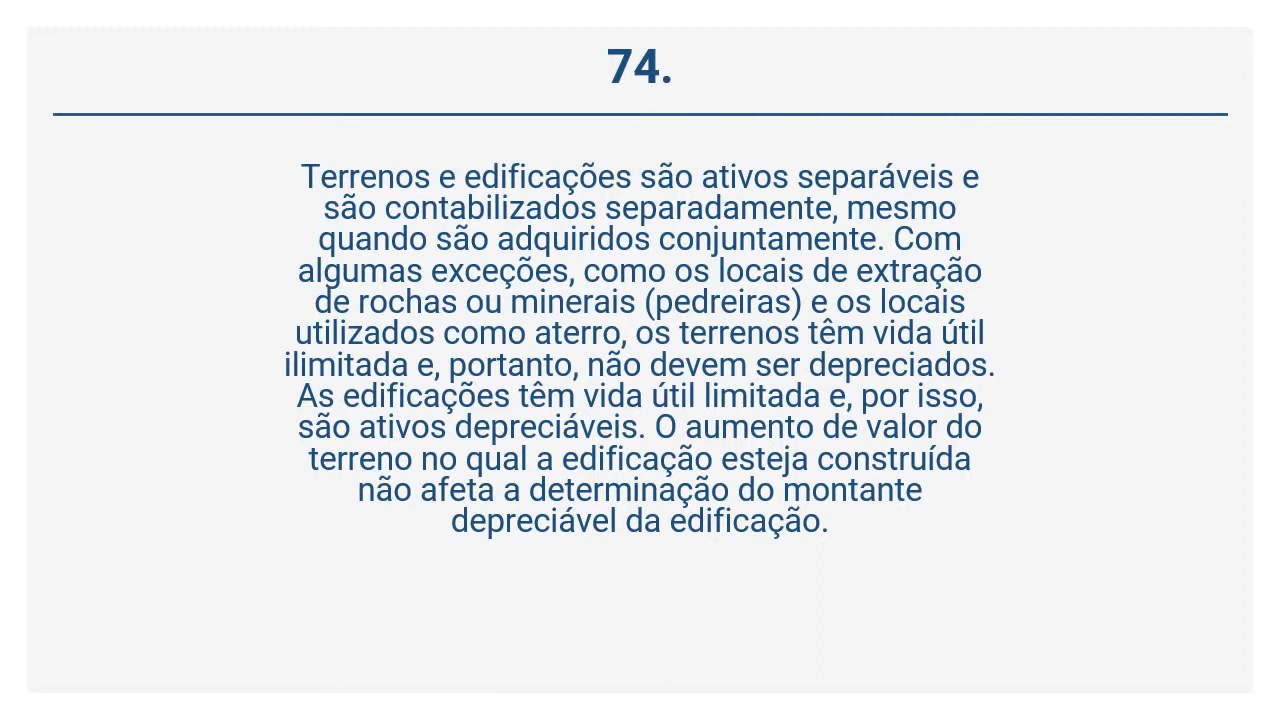 74.
Terrenos e edificações são ativos separáveis e
são contabilizados separadamente, mesmo
quando são adquiridos conjuntamente. Com
algumas exceções, como os locais de extração
de rochas ou minerais (pedreiras) e os locais
utilizados como aterro, os terrenos têm vida útil
ilimitada e, portanto, não devem ser depreciados.
As edificações têm vida útil limitada e, por isso,
são ativos depreciáveis. O aumento de valor do
terreno no qual a edificação esteja construída
não afeta a determinação do montante
depreciável da edificação.